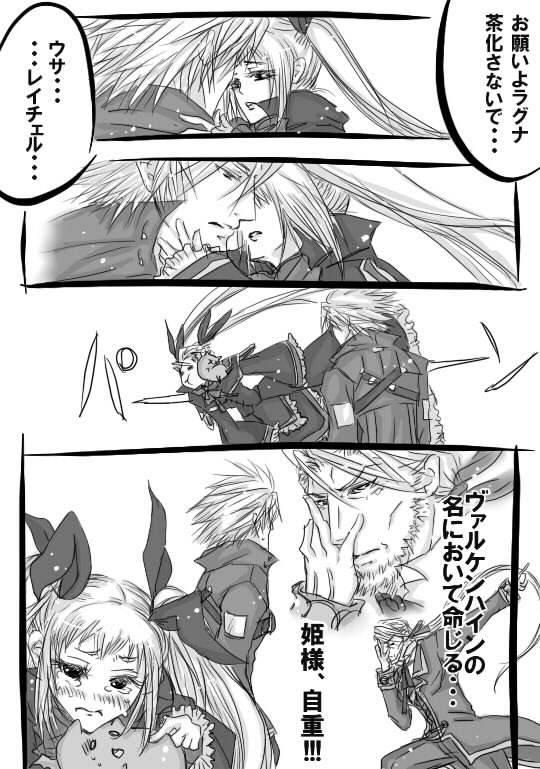 お願いよラグナ
茶化さないで・・・
ウサ・・・
・・・レイチェル・・・
パシ
ヴァルケンハインの
名において命じる・・・
姫様、自重!!!